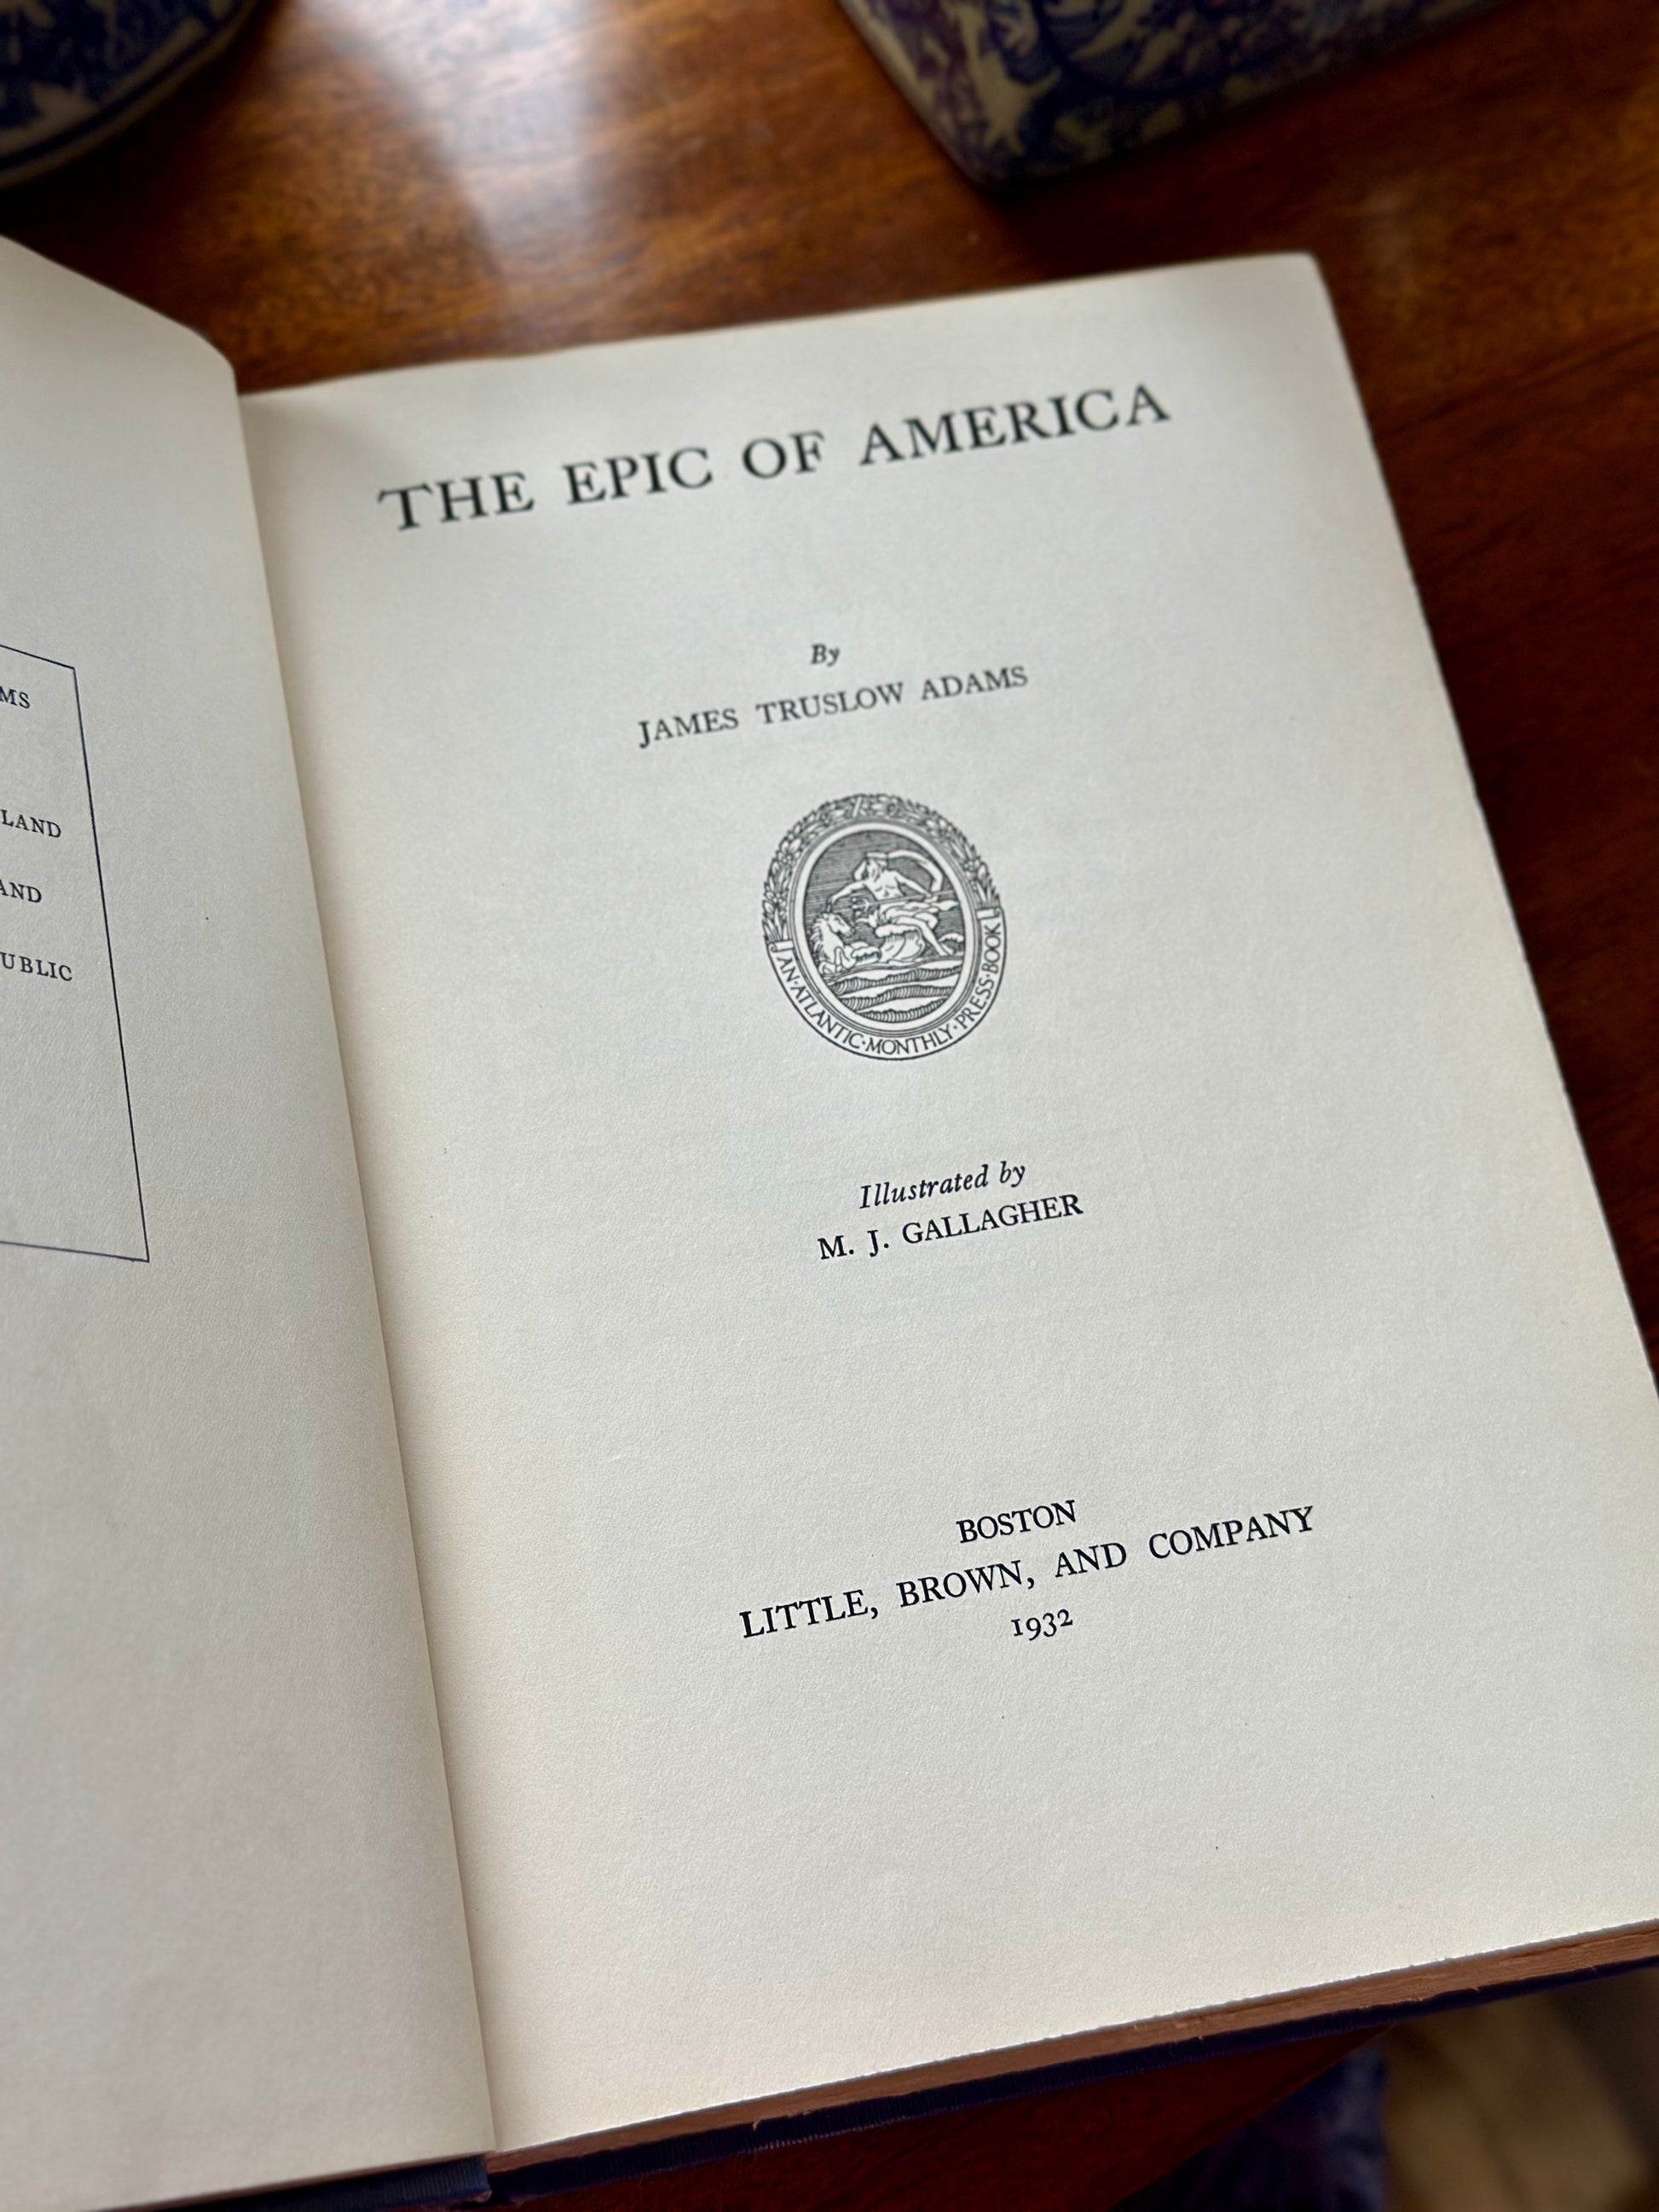 MS
LAND
AND
UBLIC
THE EPIC OF AMERICA
By
JAMES TRUSLOW ADAMS
AN·ATLANTIC·MONTHLY·PRESS·BOOK
Illustrated by
M. J. GALLAGHER
BOSTON
LITTLE, BROWN, AND COMPANY
1932